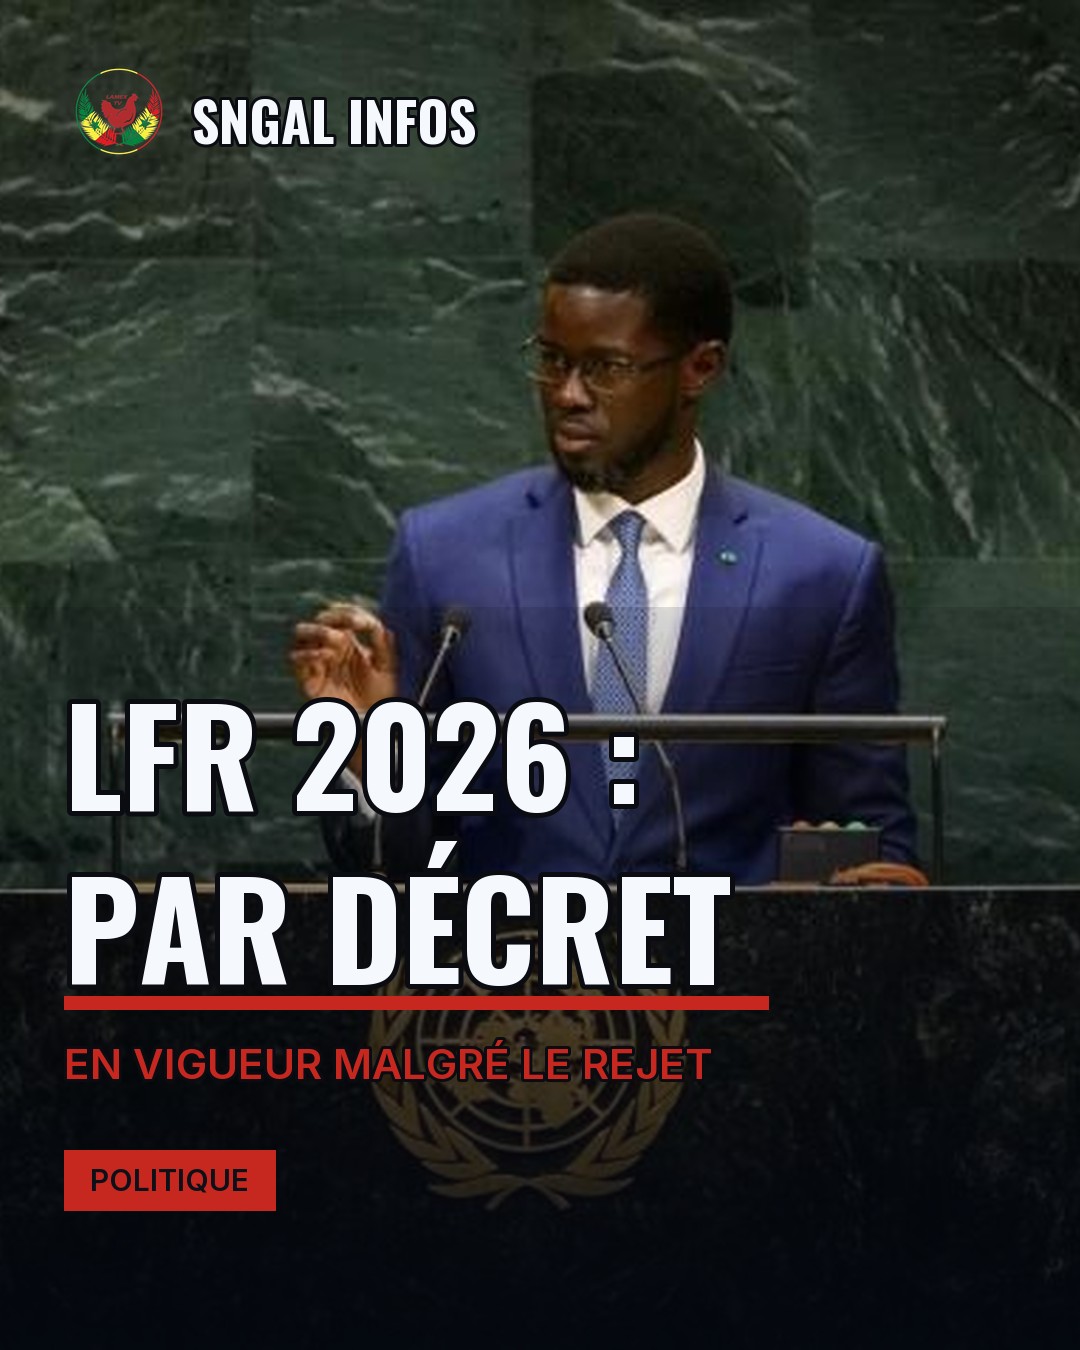 SNGAL INFOS
LFR 2026 :
PAR DÉCRET
EN VIGUEUR MALGRÉ LE REJET
POLITIQUE